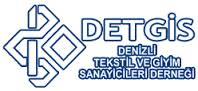 DETGİS
DENİZLİ
TEKSTİL VE GİYİM
SANAYİCİLERİ DERNEĞİ